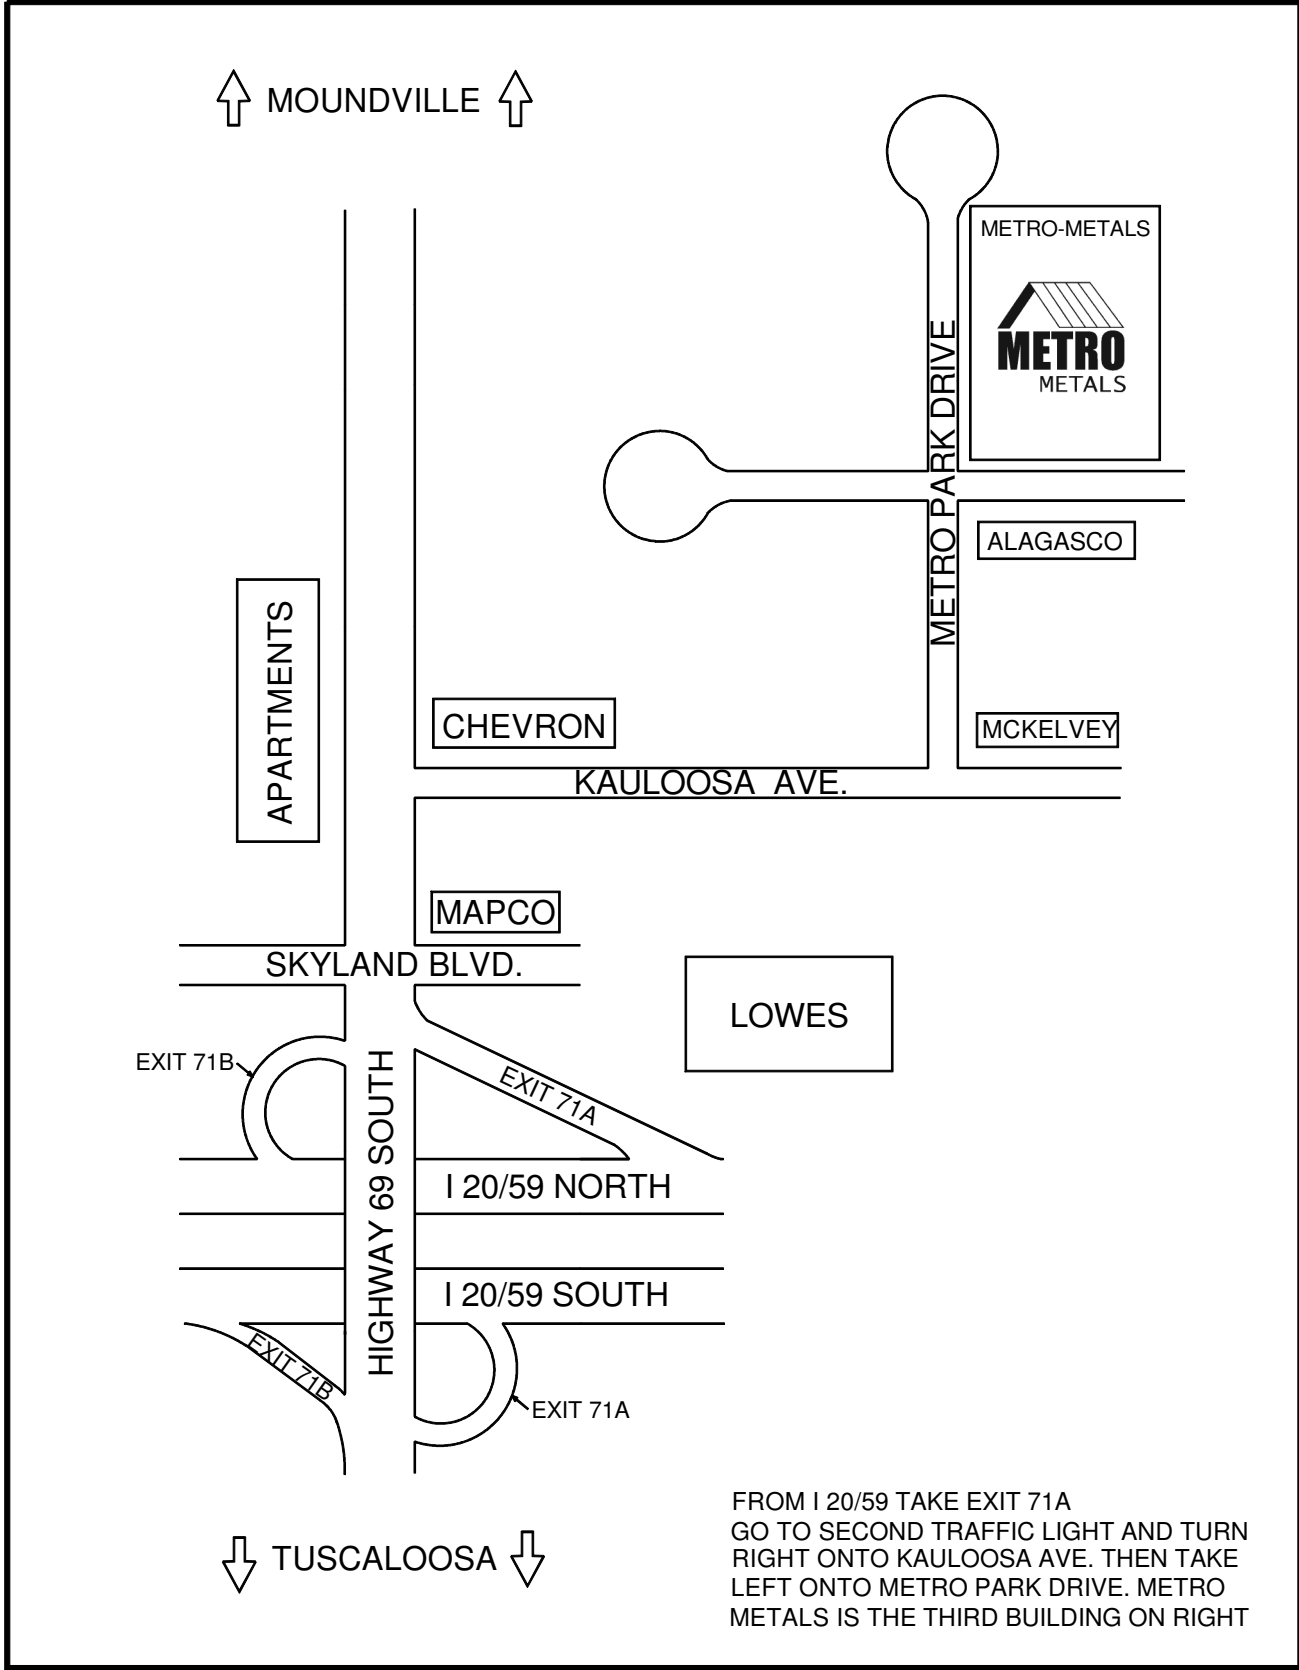 MOUNDVILLE
METRO-METALS
METRO
METALS
METRO PARK DRIVE
ALAGASCO
APARTMENTS
CHEVRON
MCKELVEY
KAULOOSA AVE.
MAPCO
SKYLAND BLVD.
LOWES
EXIT 71B
EXIT 71A
HIGHWAY 69 SOUTH
I 20/59 NORTH
I 20/59 SOUTH
EXIT 71B
EXIT 71A
TUSCALOOSA
FROM I 20/59 TAKE EXIT 71A
GO TO SECOND TRAFFIC LIGHT AND TURN
RIGHT ONTO KAULOOSA AVE. THEN TAKE
LEFT ONTO METRO PARK DRIVE. METRO
METALS IS THE THIRD BUILDING ON RIGHT